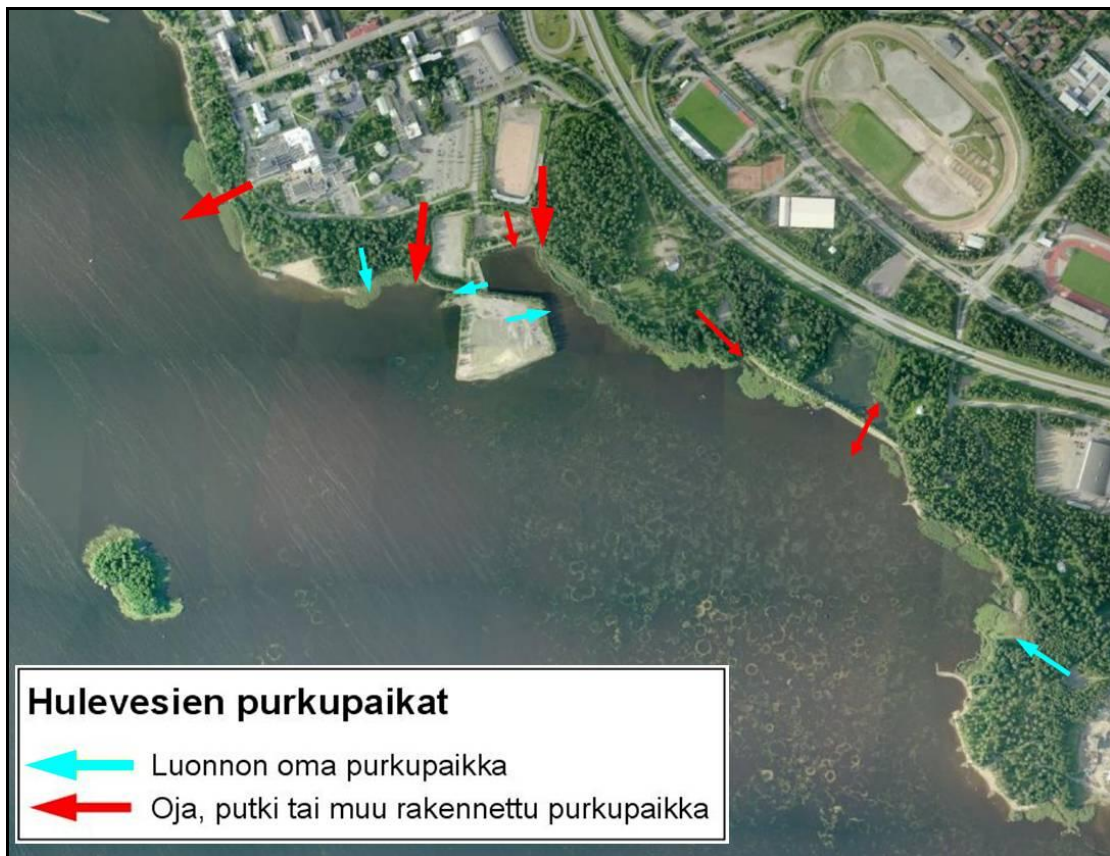 Hulevesien purkupaikat
Luonnon oma purkupaikka
Oja, putki tai muu rakennettu purkupaikka